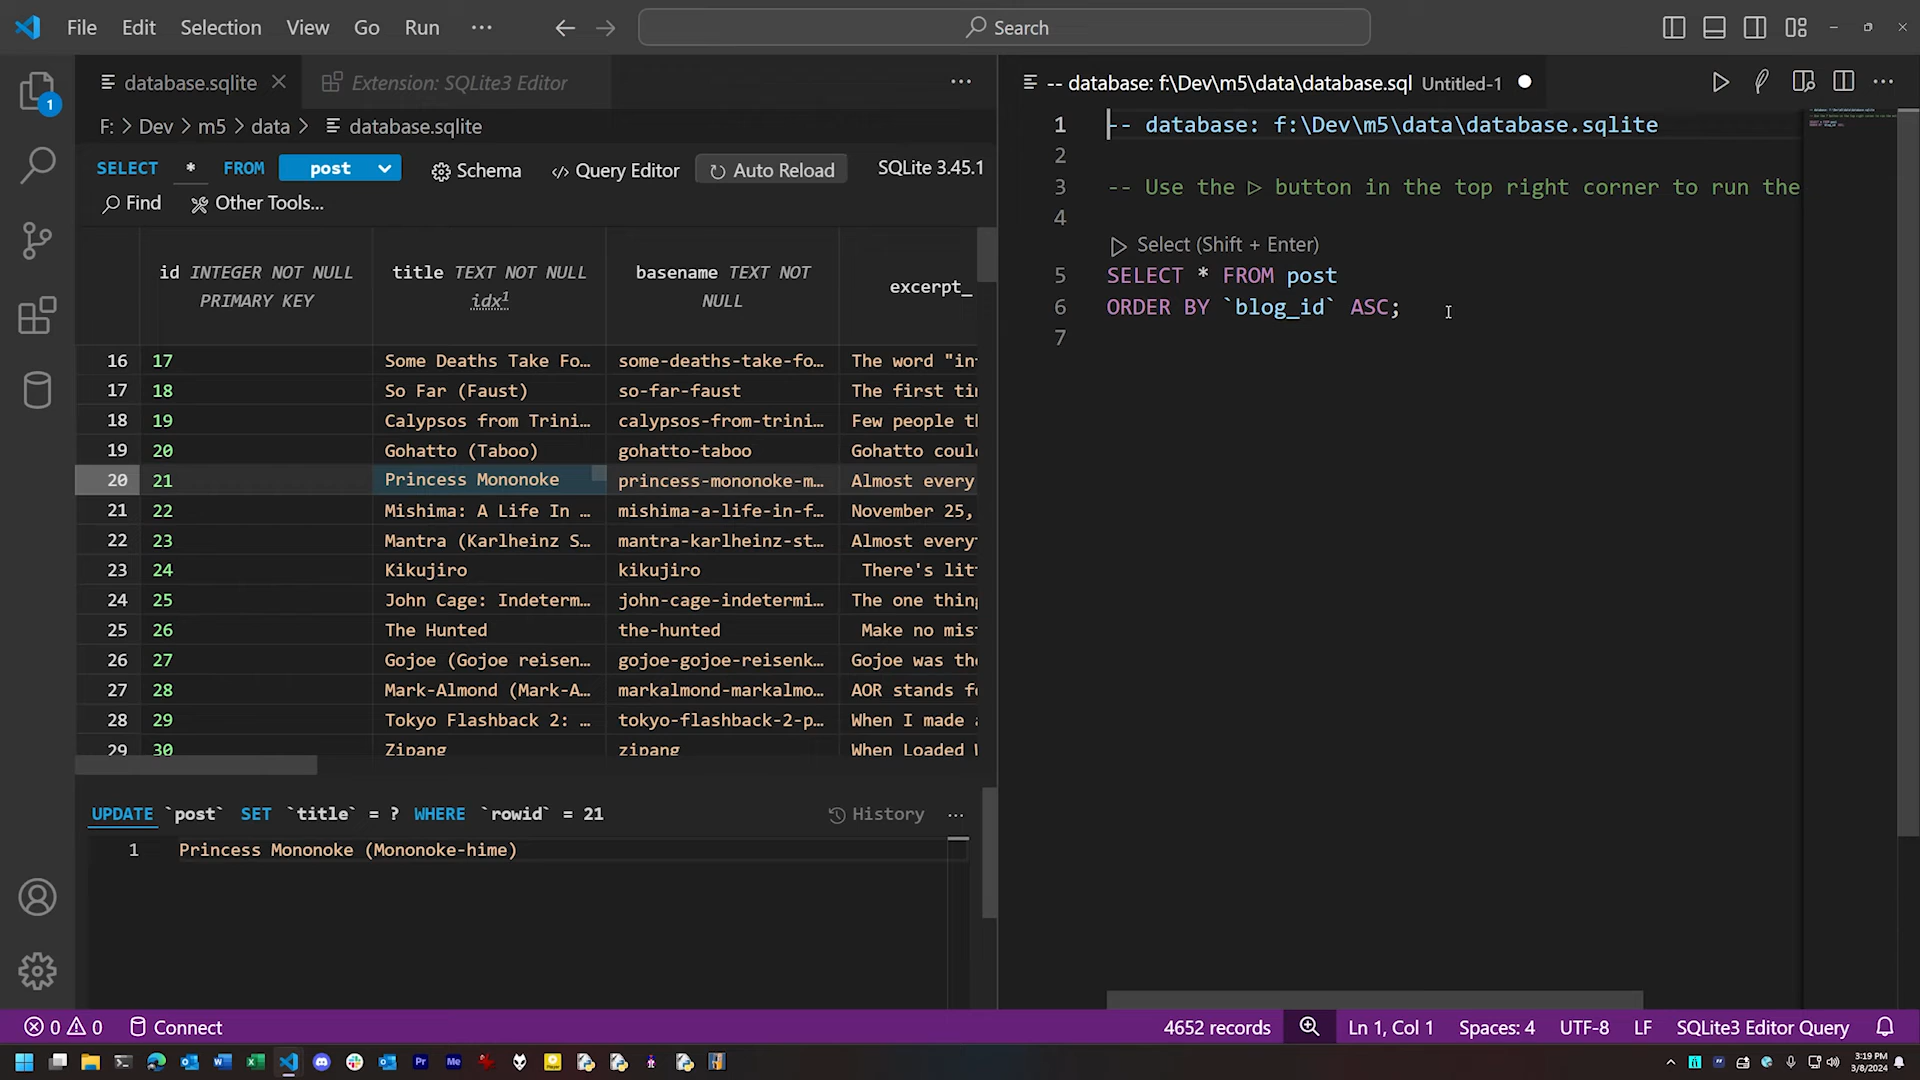 File Edit Selection View Go Run ··· Search
database.sqlite Extension: SQLite3 Editor ···
F: > Dev > m5 > data > database.sqlite
SELECT * FROM post Schema Query Editor Auto Reload SQLite 3.45.1
Find Other Tools...
id INTEGER NOT NULL PRIMARY KEY title TEXT NOT NULL idx1 basename TEXT NOT NULL excerpt_
16 17 Some Deaths Take Fo… some-deaths-take-fo… The word "in
17 18 So Far (Faust) so-far-faust The first ti
18 19 Calypsos from Trini… calypsos-from-trini… Few people t
19 20 Gohatto (Taboo) gohatto-taboo Gohatto coul
20 21 Princess Mononoke princess-mononoke-m… Almost every
21 22 Mishima: A Life In … mishima-a-life-in-f… November 25,
22 23 Mantra (Karlheinz S… mantra-karlheinz-st… Almost every
23 24 Kikujiro kikujiro There's lit
24 25 John Cage: Indeterm… john-cage-indetermi… The one thing
25 26 The Hunted the-hunted Make no mis
26 27 Gojoe (Gojoe reisen… gojoe-gojoe-reisenk… Gojoe was the
27 28 Mark-Almond (Mark-A… markalmond-markalmo… AOR stands f
28 29 Tokyo Flashback 2: … tokyo-flashback-2-p… When I made
29 30 Zipang zipang When Loaded
UPDATE `post` SET `title` = ? WHERE `rowid` = 21 History ···
1 Princess Mononoke (Mononoke-hime)
-- database: f:\Dev\m5\data\database.sql Untitled-1
1 -- database: f:\Dev\m5\data\database.sqlite
2
3 -- Use the ▷ button in the top right corner to run the
4
Select (Shift + Enter)
5 SELECT * FROM post
6 ORDER BY `blog_id` ASC;
7
1
0 0 Connect 4652 records Ln 1, Col 1 Spaces: 4 UTF-8 LF SQLite3 Editor Query
3:19 PM
3/8/2024